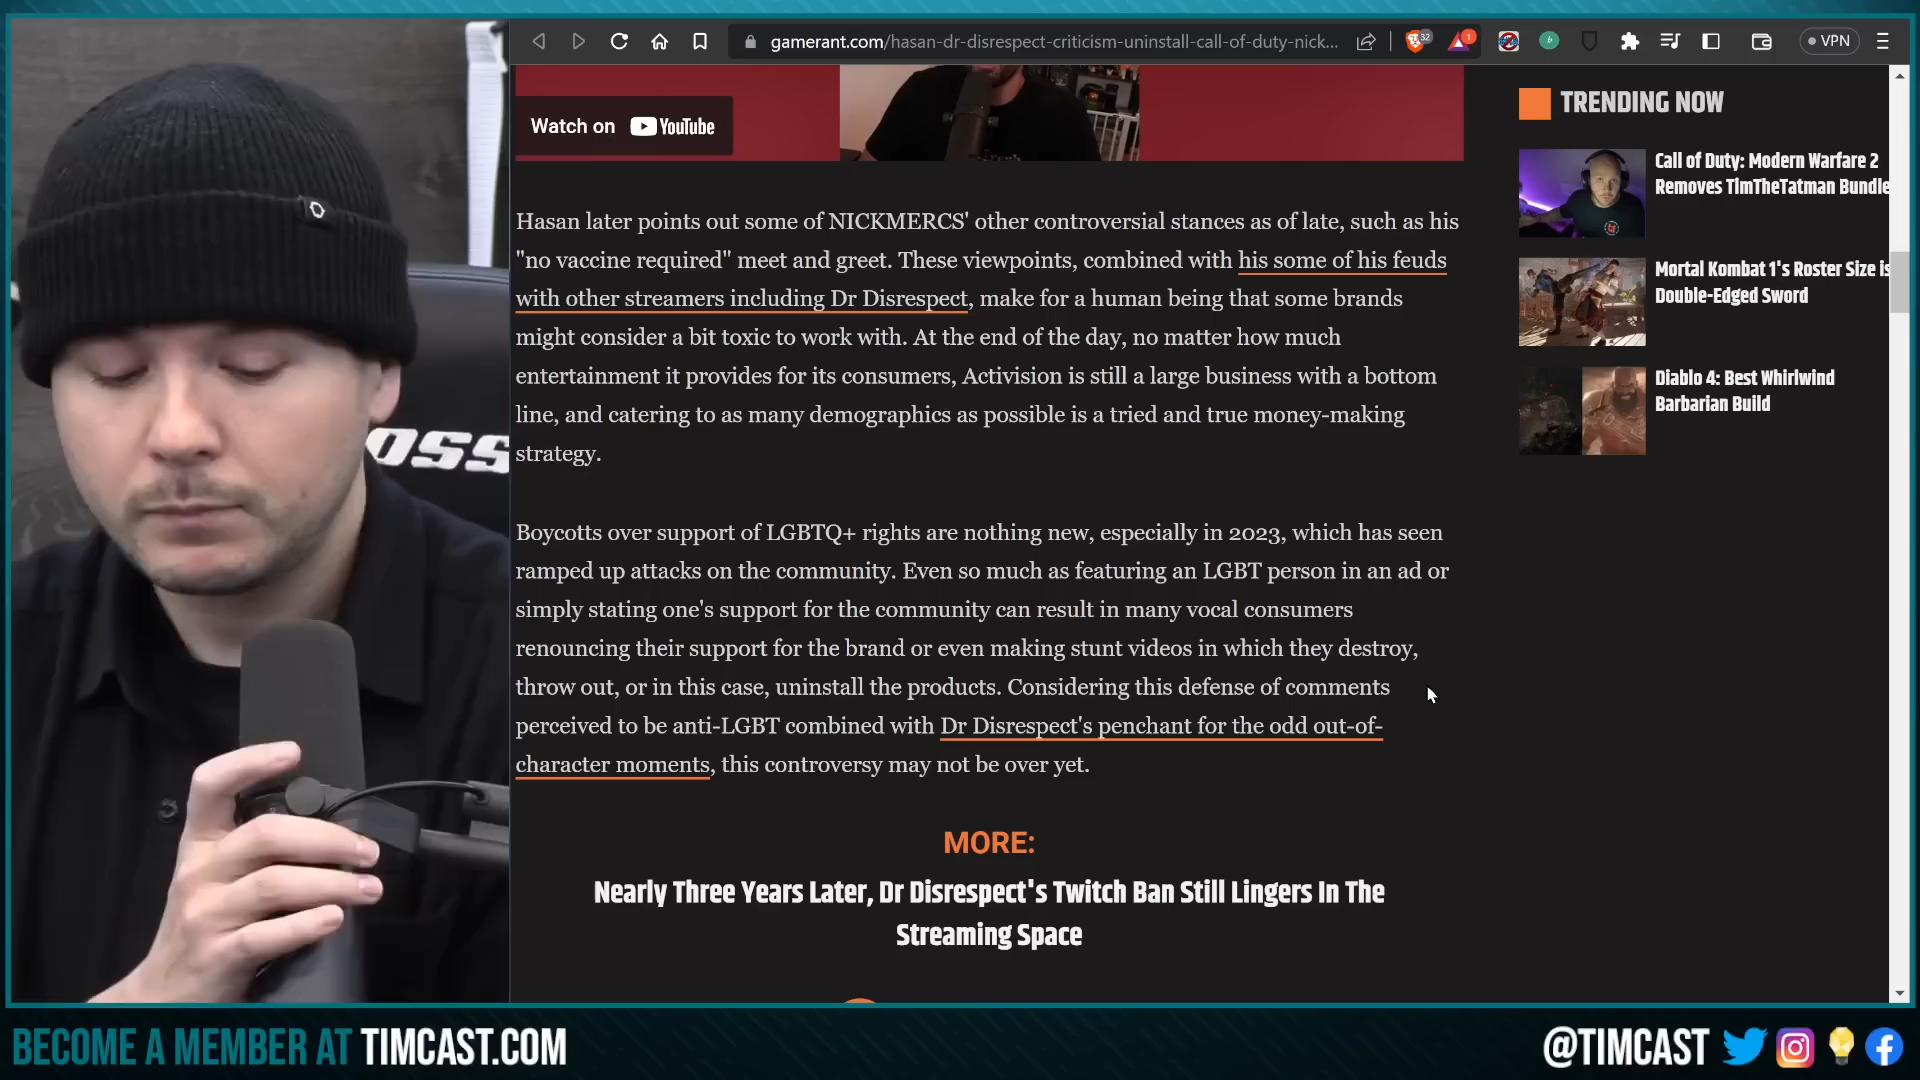 gamerant.com/hasan-dr-disrespect-criticism-uninstall-call-of-duty-nick...
32
1
VPN
Watch on YouTube
TRENDING NOW
Call of Duty: Modern Warfare 2
Removes TimTheTatman Bundle
Mortal Kombat 1's Roster Size is
Double-Edged Sword
Diablo 4: Best Whirlwind
Barbarian Build
Hasan later points out some of NICKMERCS' other controversial stances as of late, such as his
"no vaccine required" meet and greet. These viewpoints, combined with his some of his feuds
with other streamers including Dr Disrespect, make for a human being that some brands
might consider a bit toxic to work with. At the end of the day, no matter how much
entertainment it provides for its consumers, Activision is still a large business with a bottom
line, and catering to as many demographics as possible is a tried and true money-making
strategy.
Boycotts over support of LGBTQ+ rights are nothing new, especially in 2023, which has seen
ramped up attacks on the community. Even so much as featuring an LGBT person in an ad or
simply stating one's support for the community can result in many vocal consumers
renouncing their support for the brand or even making stunt videos in which they destroy,
throw out, or in this case, uninstall the products. Considering this defense of comments
perceived to be anti-LGBT combined with Dr Disrespect's penchant for the odd out-of-
character moments, this controversy may not be over yet.
MORE:
Nearly Three Years Later, Dr Disrespect's Twitch Ban Still Lingers In The
Streaming Space
OSS
BECOME A MEMBER AT TIMCAST.COM
@TIMCAST